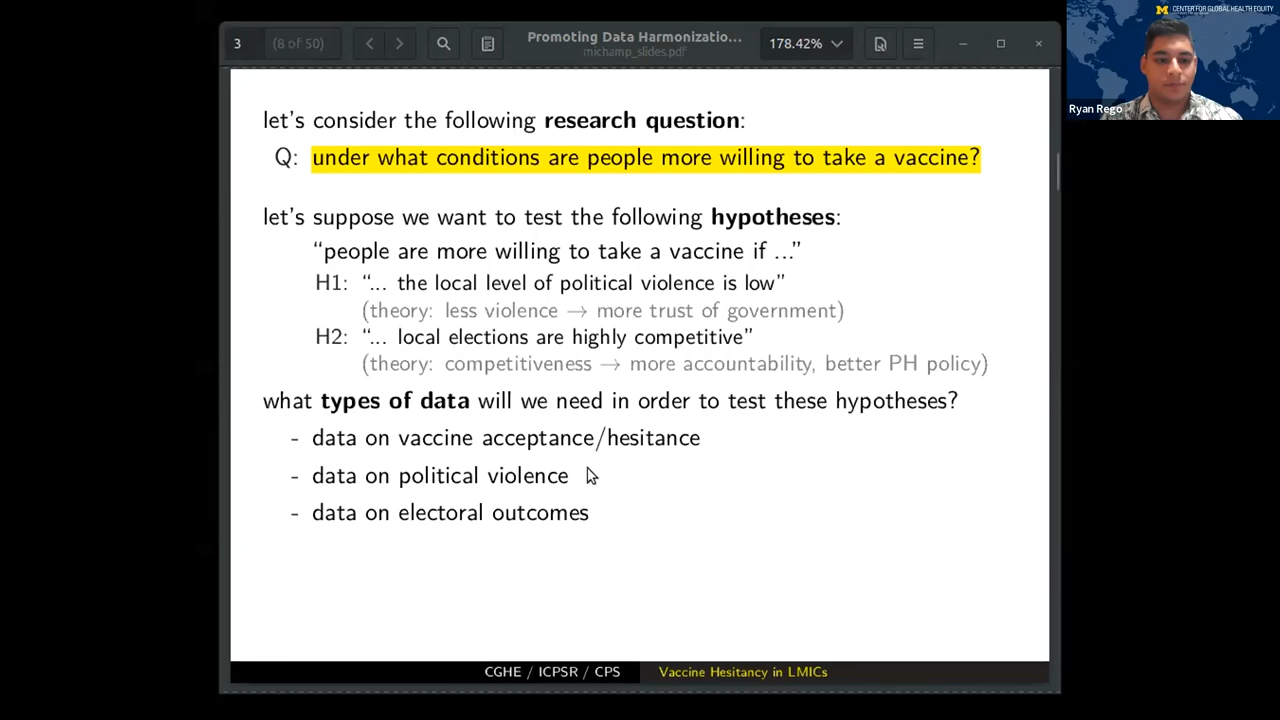 CENTER FOR GLOBAL HEALTH EQUITY
3 (8 of 50) Promoting Data Harmonizatio... 178.42%
michamp_slides.pdf
Ryan Rego
let's consider the following research question:
Q: under what conditions are people more willing to take a vaccine?
let's suppose we want to test the following hypotheses:
“people are more willing to take a vaccine if ...”
H1: “... the local level of political violence is low”
(theory: less violence → more trust of government)
H2: “... local elections are highly competitive”
(theory: competitiveness → more accountability, better PH policy)
what types of data will we need in order to test these hypotheses?
- data on vaccine acceptance/hesitance
- data on political violence
- data on electoral outcomes
CGHE / ICPSR / CPS Vaccine Hesitancy in LMICs